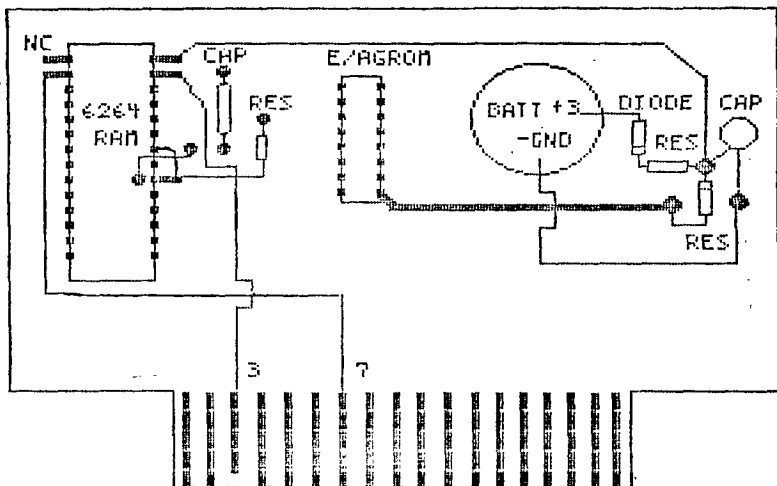 NC
CAP
E/AGROM
6264
RAM
RES
BATT +3
-GND
DIODE
CAP
RES
RES
3
7